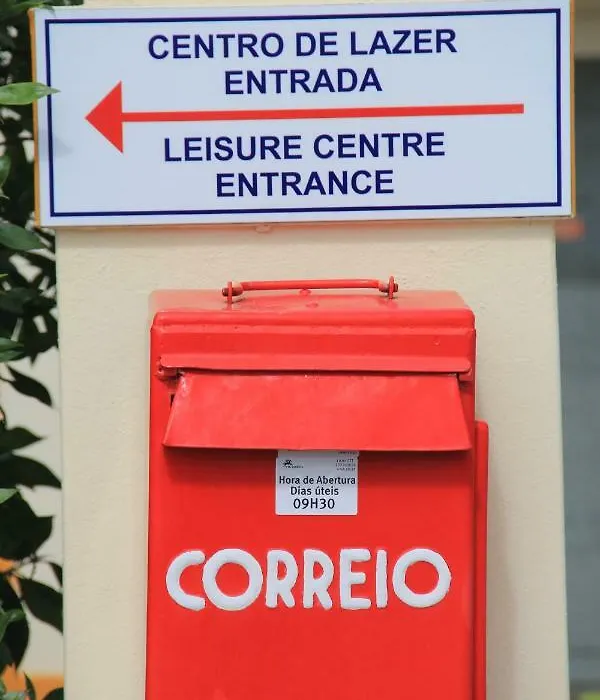 CENTRO DE LAZER
ENTRADA
LEISURE CENTRE
ENTRANCE
Hora de Abertura
Dias úteis
09H30
CORREIO